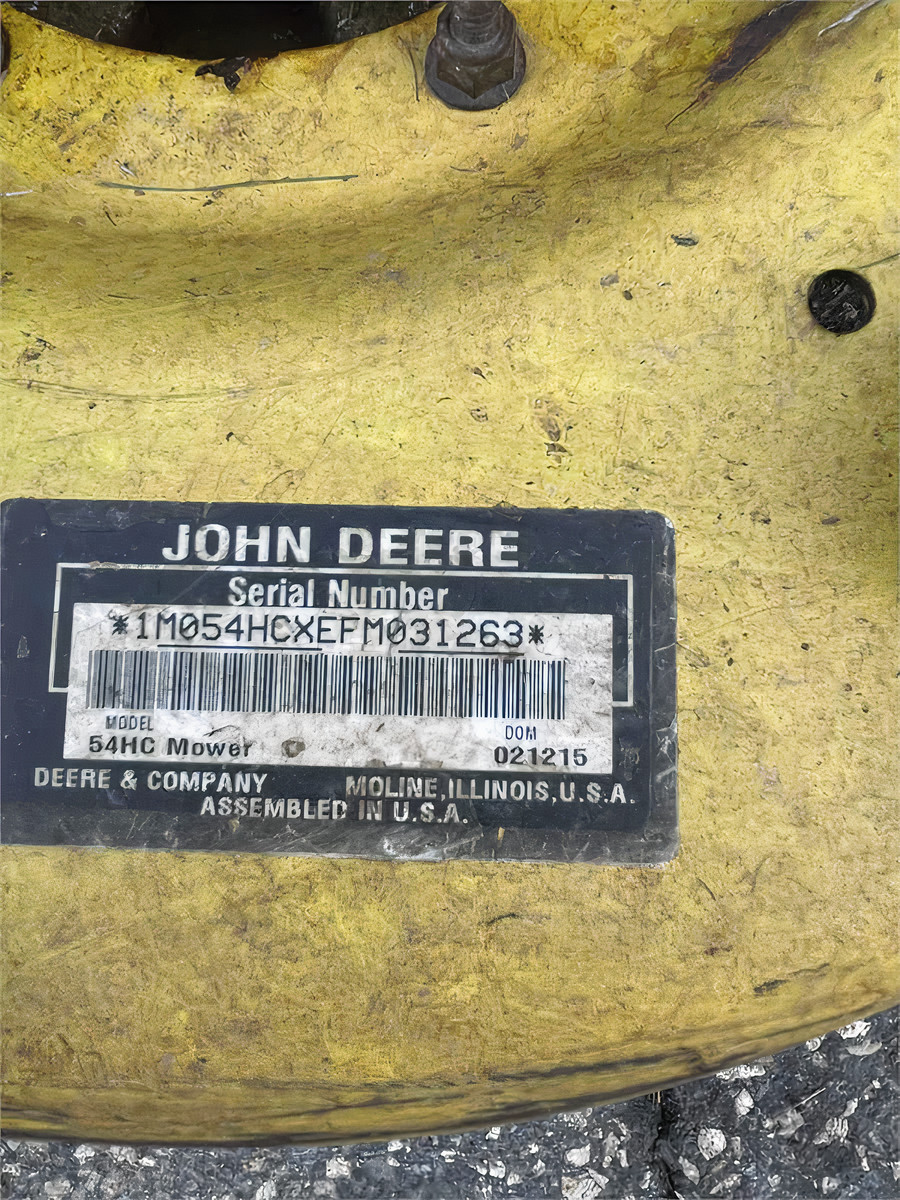 JOHN DEERE
Serial Number
*1M054HCXEFM031263*
MODEL DOM
54HC Mower 021215
DEERE & COMPANY MOLINE, ILLINOIS, U.S.A.
ASSEMBLED IN U.S.A.